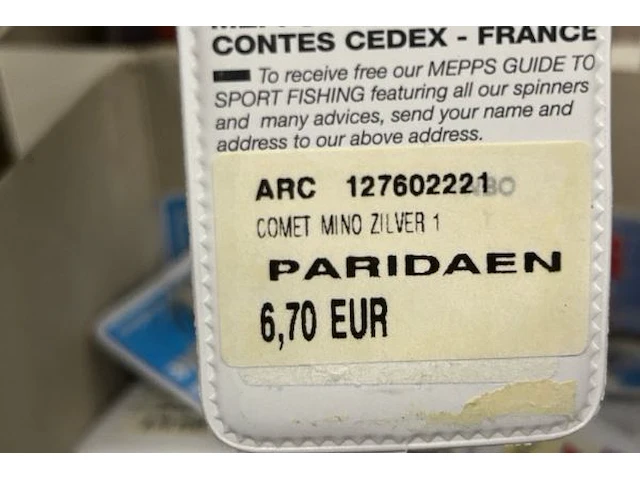 CONTES CEDEX - FRANCE
To receive free our MEPPS GUIDE TO
SPORT FISHING featuring all our spinners
and many advices, send your name and
address to our above address.
ARC 127602221
COMET MINO ZILVER 1
PARIDAEN
6,70 EUR